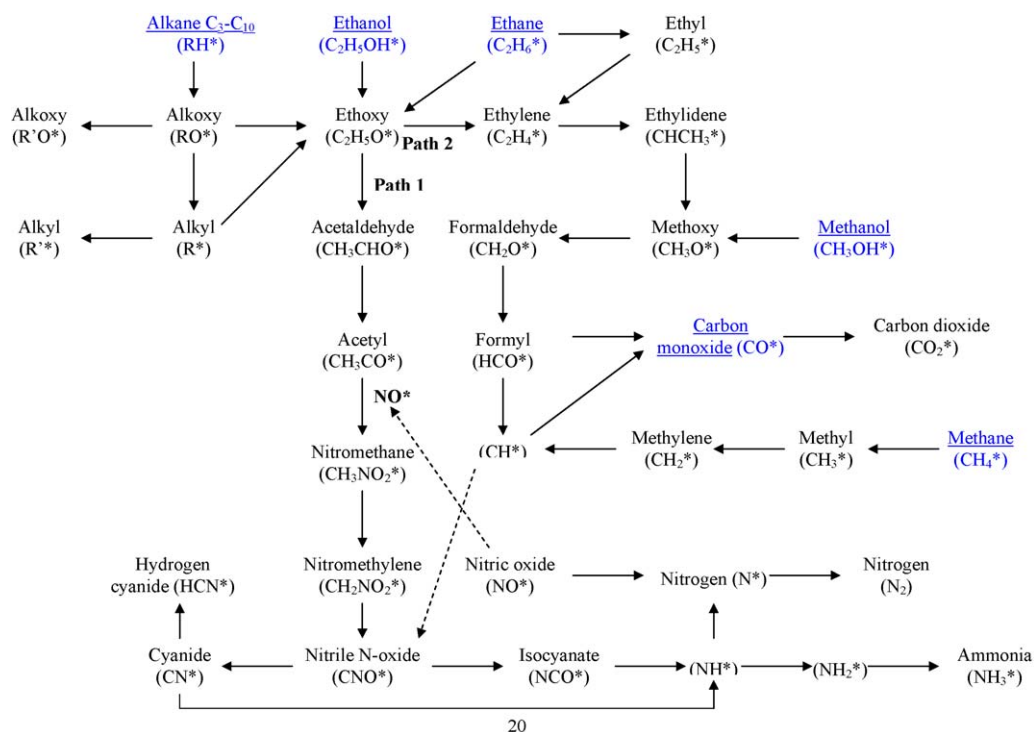 Alkane C3-C10
(RH*)
Ethanol
(C2H5OH*)
Ethane
(C2H6*)
Ethyl
(C2H5*)
Alkoxy
(R’O*)
Alkoxy
(RO*)
Ethoxy
(C2H5O*)
Path 2
Ethylene
(C2H4*)
Ethylidene
(CHCH3*)
Path 1
Alkyl
(R’*)
Alkyl
(R*)
Acetaldehyde
(CH3CHO*)
Formaldehyde
(CH2O*)
Methoxy
(CH3O*)
Methanol
(CH3OH*)
Acetyl
(CH3CO*)
Formyl
(HCO*)
Carbon
monoxide (CO*)
Carbon dioxide
(CO2*)
NO*
Nitromethane
(CH3NO2*)
(CH*)
Methylene
(CH2*)
Methyl
(CH3*)
Methane
(CH4*)
Hydrogen
cyanide (HCN*)
Nitromethylene
(CH2NO2*)
Nitric oxide
(NO*)
Nitrogen (N*)
Nitrogen
(N2)
Cyanide
(CN*)
Nitrile N-oxide
(CNO*)
Isocyanate
(NCO*)
(NH*)
(NH2*)
Ammonia
(NH3*)
20